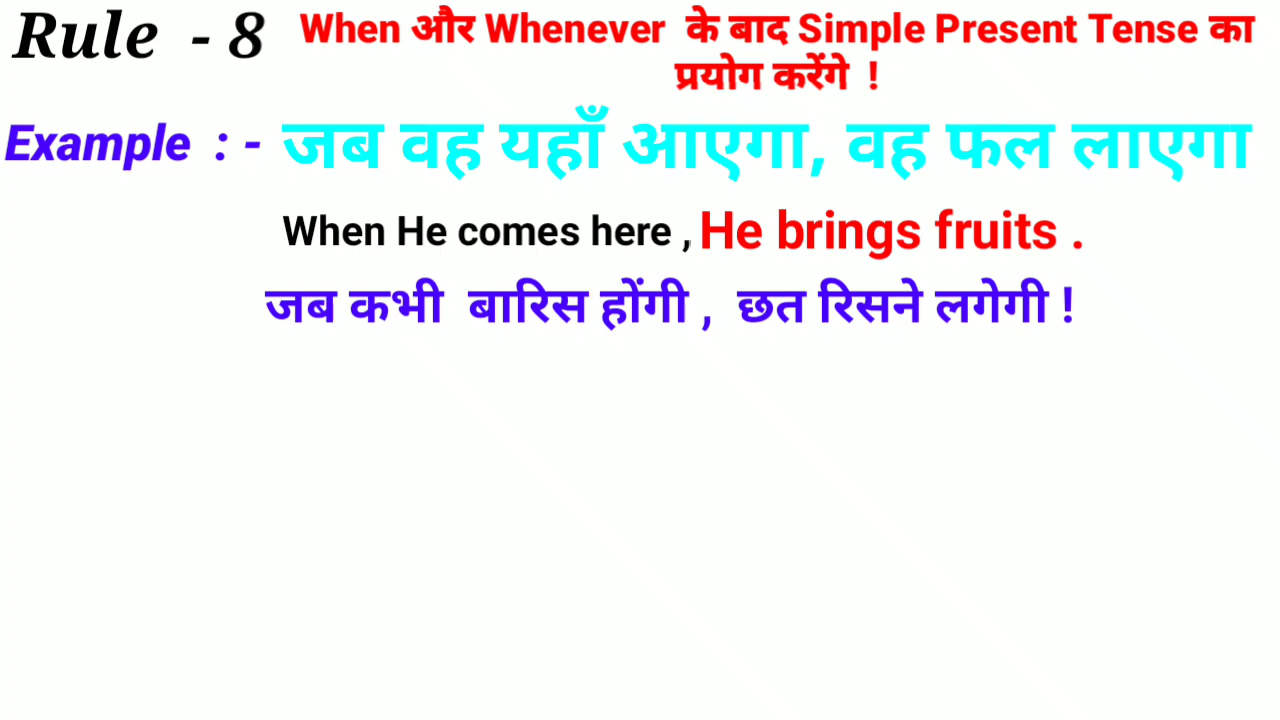 Rule - 8 When और Whenever के बाद Simple Present Tense का
प्रयोग करेंगे !
Example : - जब वह यहाँ आएगा, वह फल लाएगा
When He comes here , He brings fruits .
जब कभी बारिस होंगी , छत रिसने लगेगी !